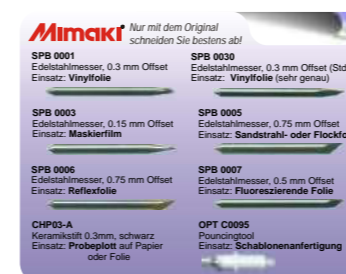 Mimaki
Nur mit dem Original
schneiden Sie bestens ab!
SPB 0001
Edelstahlmesser, 0.3 mm Offset
Einsatz: Vinylfolie
SPB 0030
Edelstahlmesser, 0.3 mm Offset (Std
Einsatz: Vinylfolie (sehr genau)
SPB 0003
Edelstahlmesser, 0.15 mm Offset
Einsatz: Maskierfilm
SPB 0005
Edelstahlmesser, 0.75 mm Offset
Einsatz: Sandstrahl- oder Flockfo
SPB 0006
Edelstahlmesser, 0.75 mm Offset
Einsatz: Reflexfolie
SPB 0007
Edelstahlmesser, 0.5 mm Offset
Einsatz: Fluoreszierende Folie
CHP03-A
Keramikstift 0.3mm, schwarz
Einsatz: Probeplott auf Papier
oder Folie
OPT C0095
Pouncingtool
Einsatz: Schablonenanfertigung